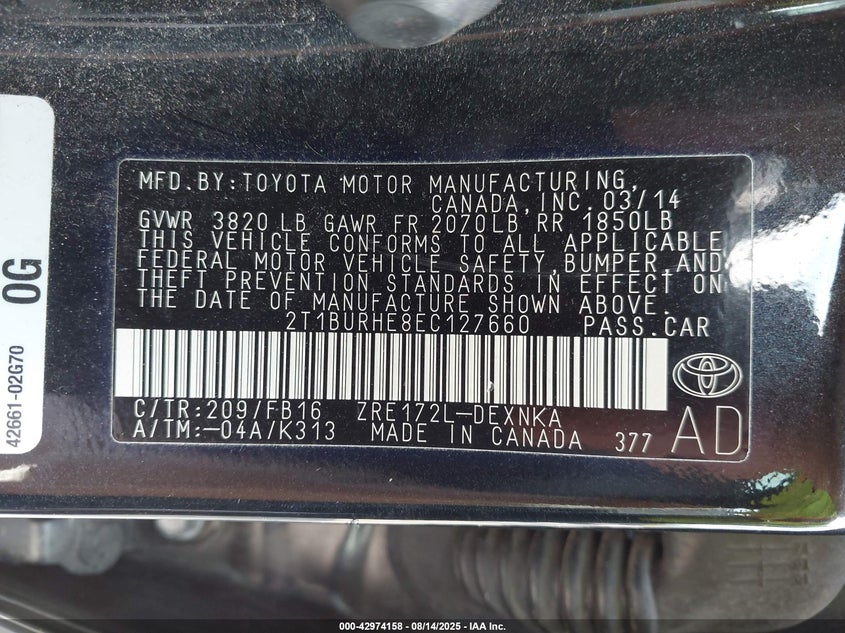 MFD.BY:TOYOTA MOTOR MANUFACTURING,
CANADA,INC. 03/14
GVWR 3820 LB GAWR FR 2070LB RR 1850LB
THIS VEHICLE CONFORMS TO ALL APPLICABLE
FEDERAL MOTOR VEHICLE SAFETY,BUMPER,AND
THEFT PREVENTION STANDARDS IN EFFECT ON
THE DATE OF MANUFACTURE SHOWN ABOVE.
2T1BURHE8EC127660 PASS.CAR
C/TR:209/FB16 ZRE172L-DEXNKA
A/TM:-04A/K313 MADE IN CANADA 377 AD
42661-02G70
0G
000-42974158 - 08/14/2025 - IAA Inc.